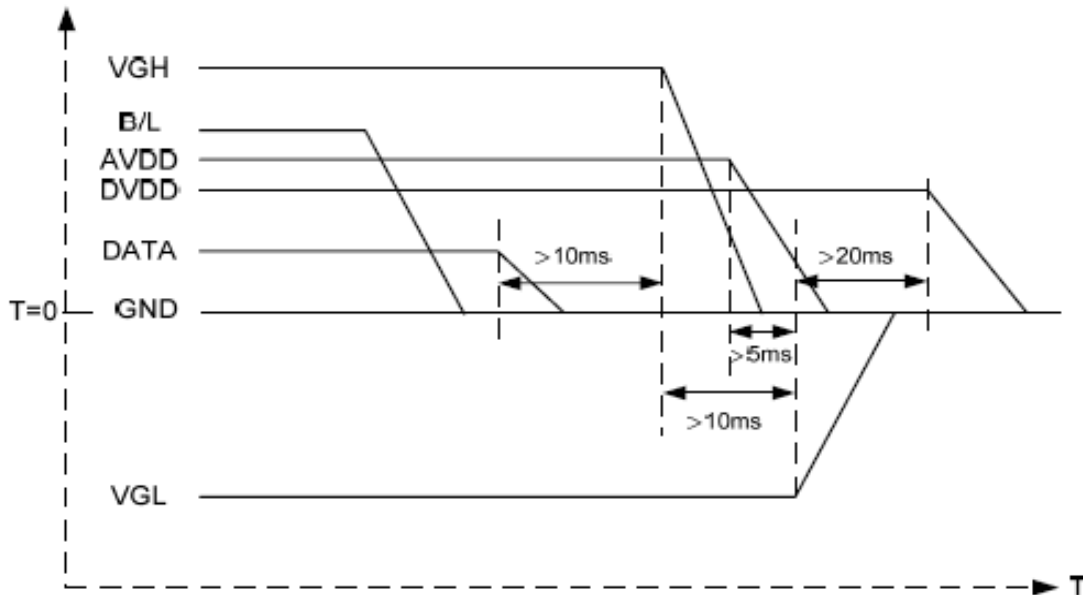 VGH
B/L
AVDD
DVDD
DATA
>10ms
>20ms
T=0
GND
>5ms
>10ms
VGL
T